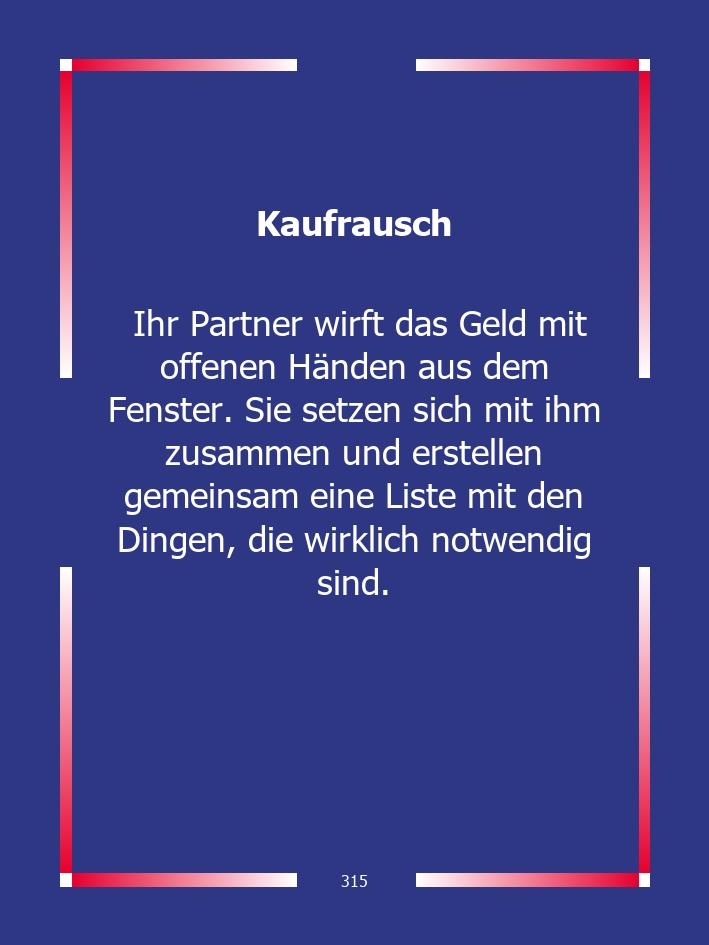 Kaufrausch
Ihr Partner wirft das Geld mit
offenen Händen aus dem
Fenster. Sie setzen sich mit ihm
zusammen und erstellen
gemeinsam eine Liste mit den
Dingen, die wirklich notwendig
sind.
315